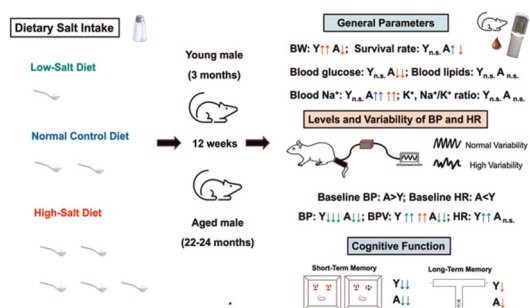 Dietary Salt Intake
Low-Salt Diet
Normal Control Diet
High-Salt Diet
Young male
(3 months)
12 weeks
Aged male
(22-24 months)
General Parameters
BW: Y↑↑ A↓; Survival rate: Yn.s. A↑↓
Blood glucose: Yn.s. A↓↓; Blood lipids: Yn.s. An.s.
Blood Na⁺: Yn.s. A↑↑ ↑↑; K⁺, Na⁺/K⁺ ratio: Yn.s. An.s.
Levels and Variability of BP and HR
Normal Variability
High Variability
Baseline BP: A>Y; Baseline HR: A<Y
BP: Y↓↓↓ A↓↓; BPV: Y ↑↑ ↑↑ A↓↓; HR: Y↑↑ An.s.
Cognitive Function
Short-Term Memory
Long-Term Memory
Y↓↓
A↓↓
Y↓
A↓